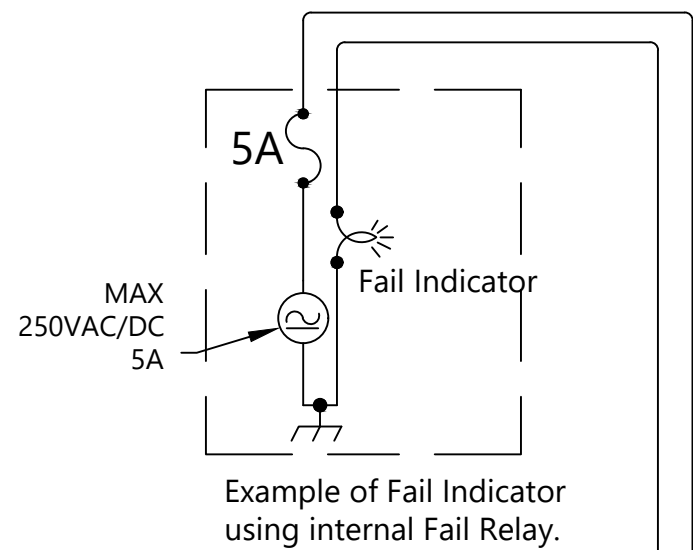 5A
Fail Indicator
MAX
250VAC/DC
5A
Example of Fail Indicator
using internal Fail Relay.